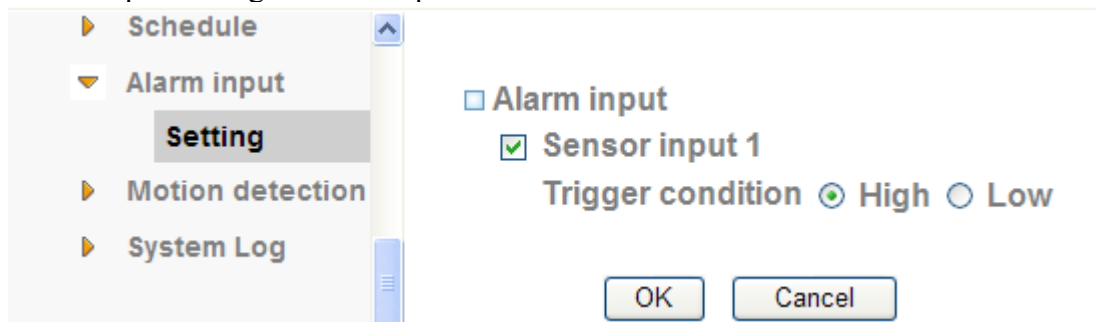 Schedule
Alarm input
Setting
Motion detection
System Log
Alarm input
Sensor input 1
Trigger condition High Low
OK Cancel